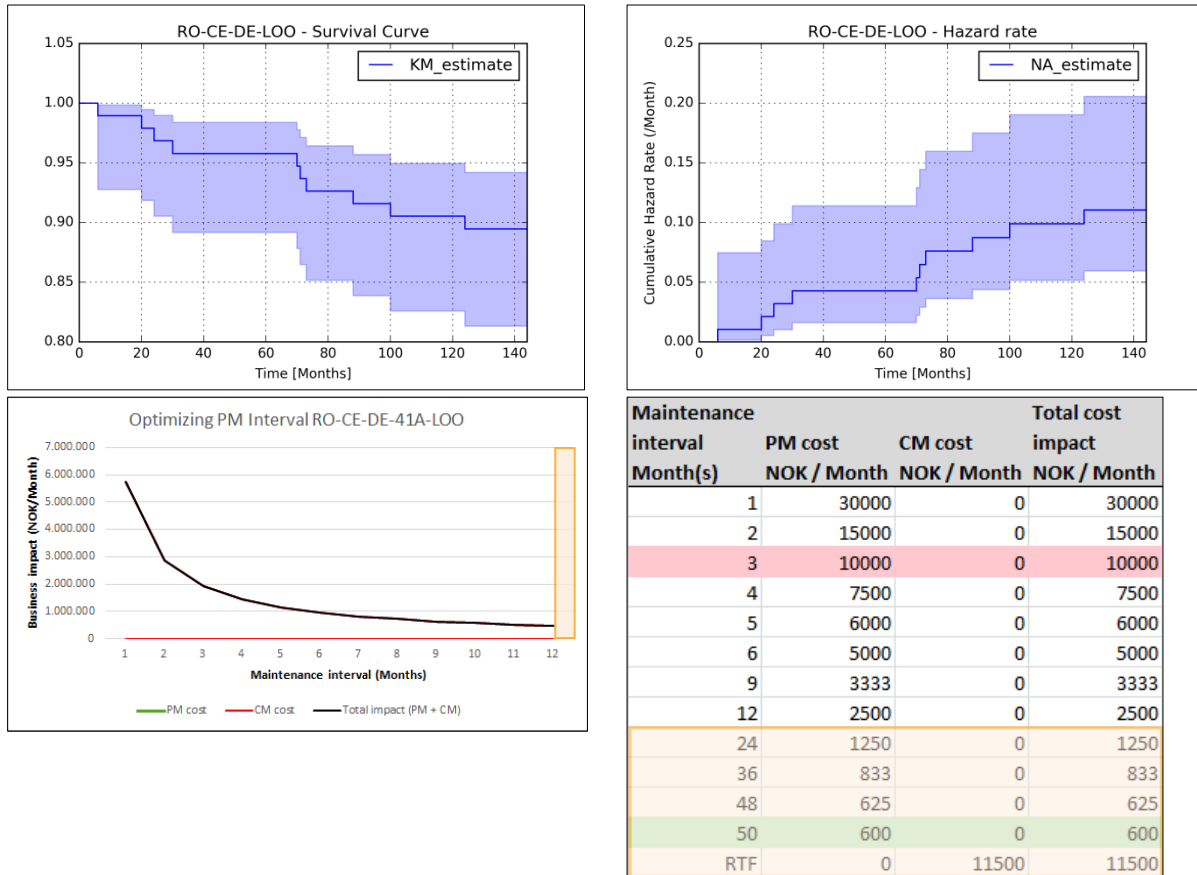 RO-CE-DE-LOO - Survival Curve
KM_estimate
1.05
1.00
0.95
0.90
0.85
0.80
0 20 40 60 80 100 120 140
Time [Months]
RO-CE-DE-LOO - Hazard rate
NA_estimate
Cumulative Hazard Rate (/Month)
0.25
0.20
0.15
0.10
0.05
0.00
0 20 40 60 80 100 120 140
Time [Months]
Optimizing PM Interval RO-CE-DE-41A-LOO
Business impact (NOK/Month)
7.000.000
6.000.000
5.000.000
4.000.000
3.000.000
2.000.000
1.000.000
0
1 2 3 4 5 6 7 8 9 10 11 12
Maintenance interval (Months)
PM cost CM cost Total impact (PM + CM)
Maintenance Total cost
interval PM cost CM cost impact
Month(s) NOK / Month NOK / Month NOK / Month
1 30000 0 30000
2 15000 0 15000
3 10000 0 10000
4 7500 0 7500
5 6000 0 6000
6 5000 0 5000
9 3333 0 3333
12 2500 0 2500
24 1250 0 1250
36 833 0 833
48 625 0 625
50 600 0 600
RTF 0 11500 11500